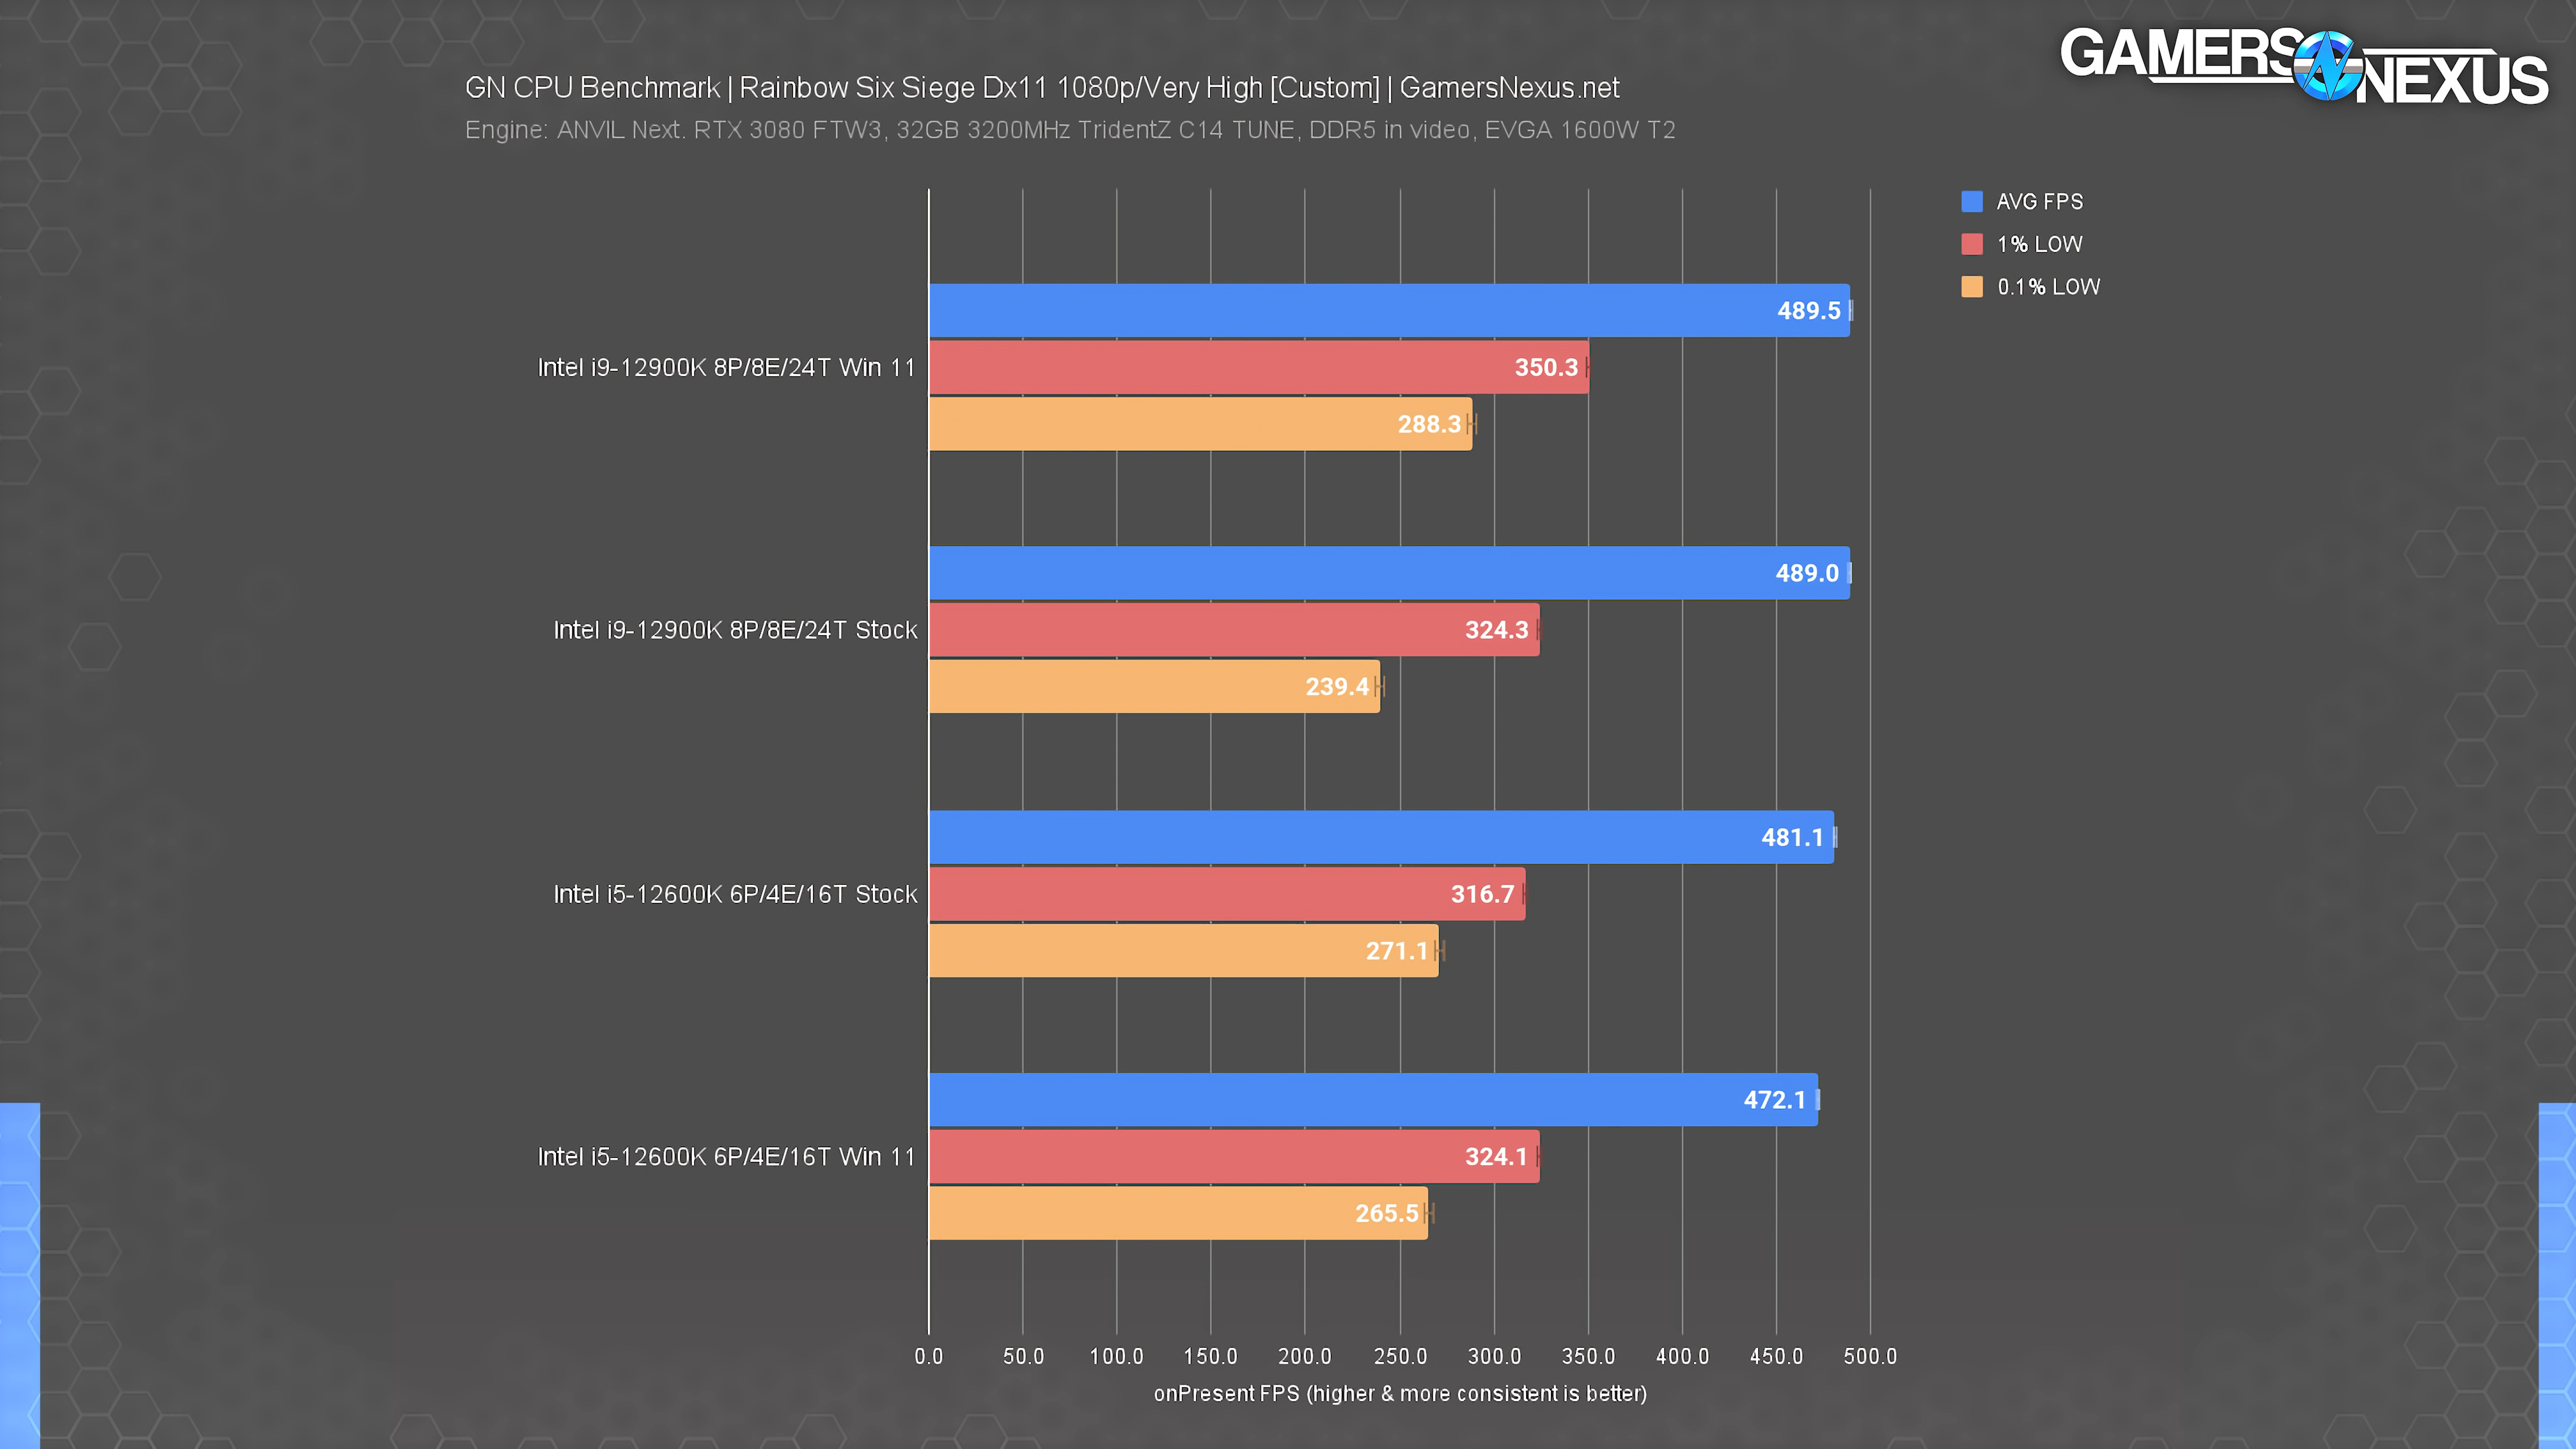 GAMERS NEXUS
GN CPU Benchmark | Rainbow Six Siege Dx11 1080p/Very High [Custom] | GamersNexus.net
Engine: ANVIL Next. RTX 3080 FTW3, 32GB 3200MHz TridentZ C14 TUNE, DDR5 in video, EVGA 1600W T2
AVG FPS
1% LOW
0.1% LOW
Intel i9-12900K 8P/8E/24T Win 11
489.5
350.3
288.3
Intel i9-12900K 8P/8E/24T Stock
489.0
324.3
239.4
Intel i5-12600K 6P/4E/16T Stock
481.1
316.7
271.1
Intel i5-12600K 6P/4E/16T Win 11
472.1
324.1
265.5
0.0 50.0 100.0 150.0 200.0 250.0 300.0 350.0 400.0 450.0 500.0
onPresent FPS (higher & more consistent is better)